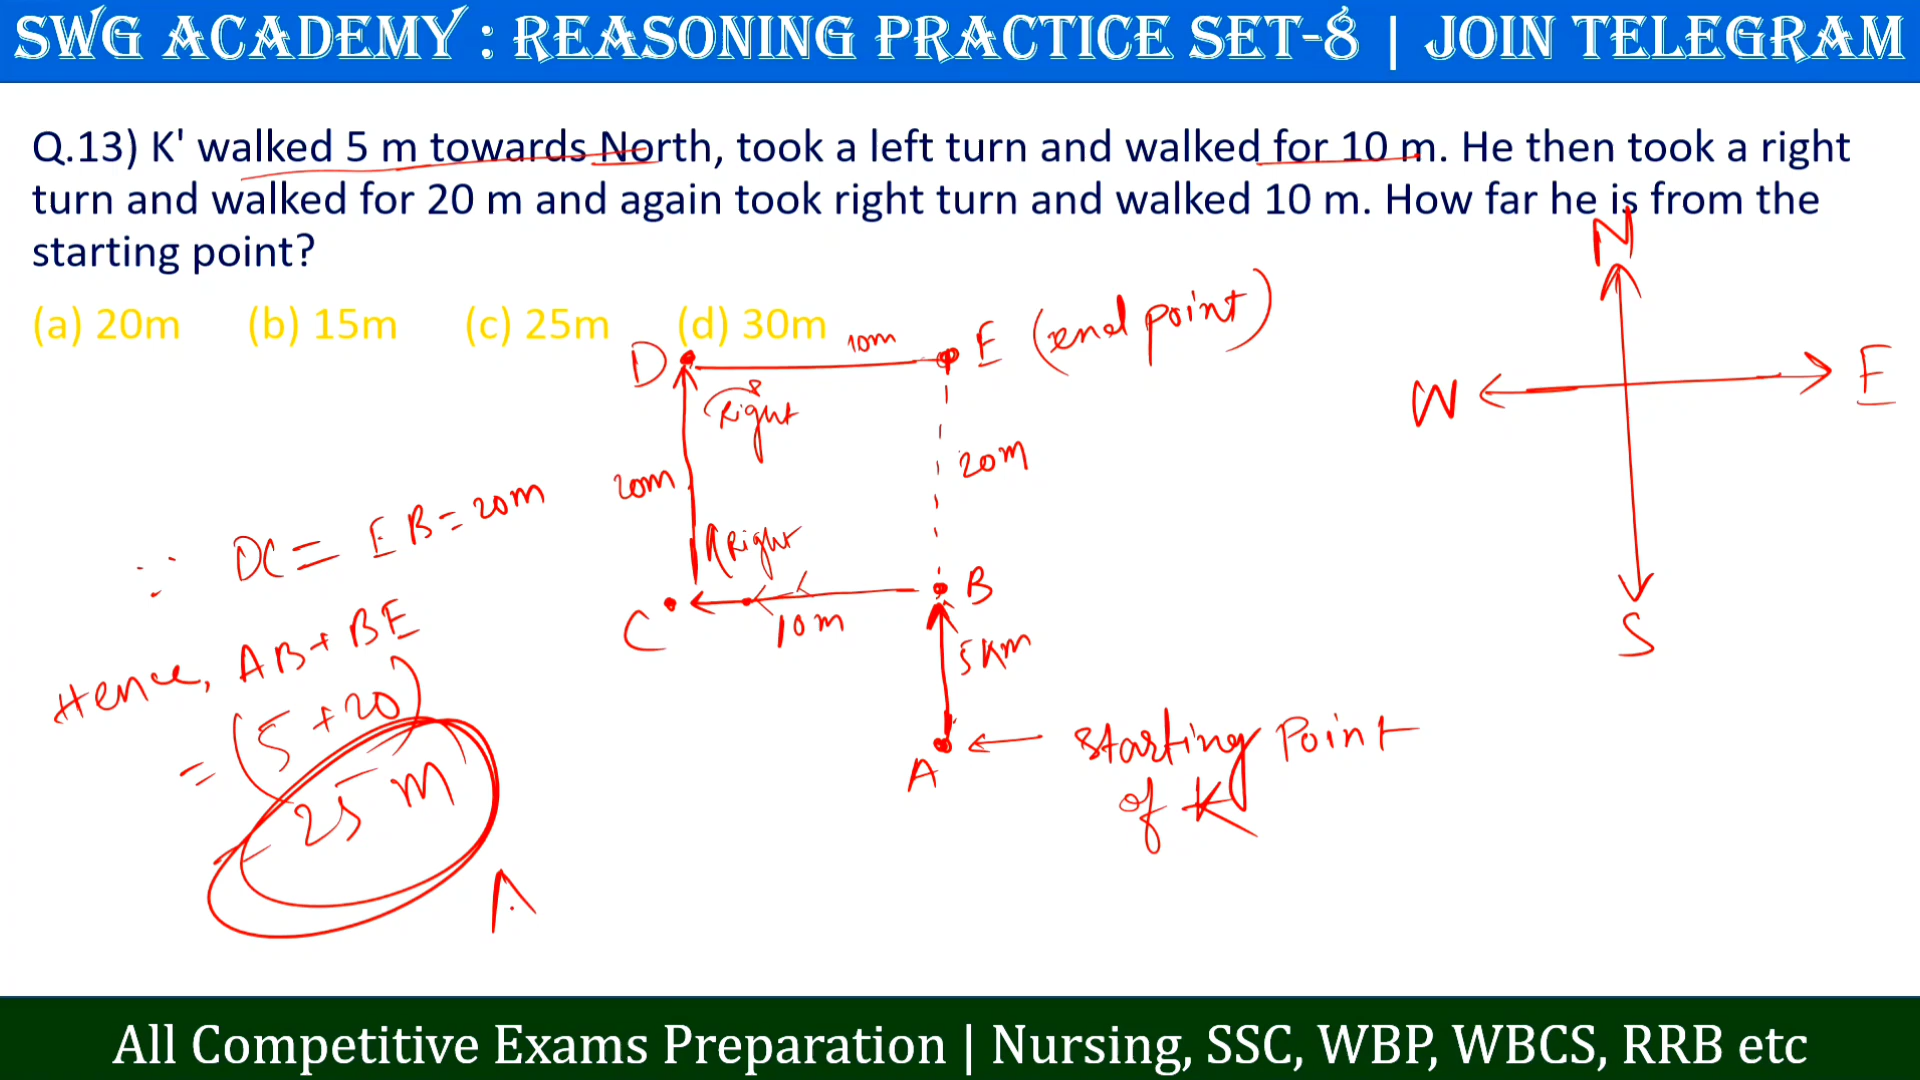 SWG ACADEMY : REASONING PRACTICE SET-8 | JOIN TELEGRAM
Q.13) K' walked 5 m towards North, took a left turn and walked for 10 m. He then took a right
turn and walked for 20 m and again took right turn and walked 10 m. How far he is from the
starting point?
(a) 20m (b) 15m (c) 25m (d) 30m
N
W
E
S
D
10m
E (end point)
Right
20m
20m
Right
C
10m
B
5 Km
A
Starting Point
of K
∵ DC = EB = 20m
Hence, AB + BE
= (5 + 20)
= 25 m
A
All Competitive Exams Preparation | Nursing, SSC, WBP, WBCS, RRB etc